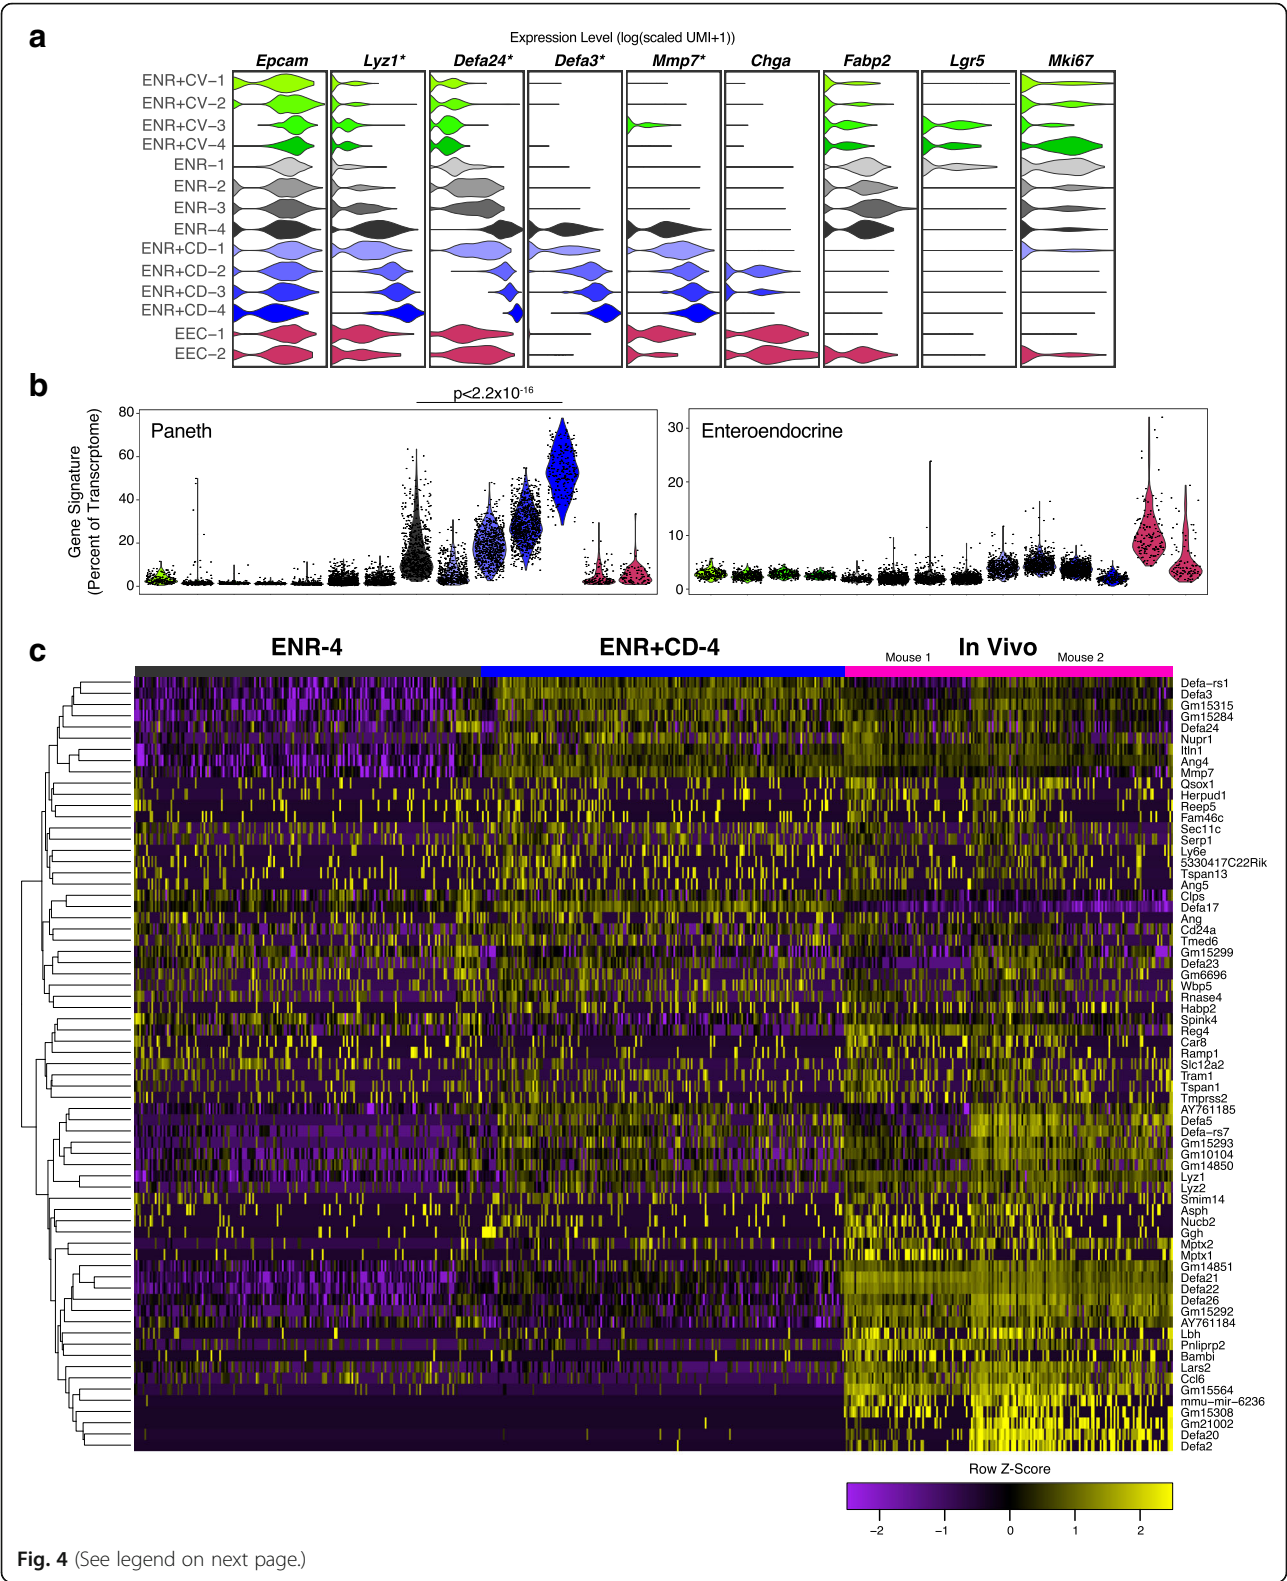 a
Expression Level (log(scaled UMI+1))
Epcam Lyz1* Defa24* Defa3* Mmp7* Chga Fabp2 Lgr5 Mki67
ENR+CV−1
ENR+CV−2
ENR+CV−3
ENR+CV−4
ENR−1
ENR−2
ENR−3
ENR−4
ENR+CD−1
ENR+CD−2
ENR+CD−3
ENR+CD−4
EEC−1
EEC−2
b
p<2.2x10-16
Gene Signature
(Percent of Transcrptome)
80
60
40
20
0
Paneth
30
20
10
0
Enteroendocrine
c
ENR-4 ENR+CD-4 In Vivo
Mouse 1 Mouse 2
Defa−rs1
Defa3
Gm15315
Gm15284
Defa24
Nupr1
Itln1
Ang4
Mmp7
Qsox1
Herpud1
Reep5
Fam46c
Sec11c
Serp1
Ly6e
5330417C22Rik
Tspan13
Ang5
Clps
Defa17
Ang
Cd24a
Tmed6
Gm15299
Defa23
Gm6696
Wbp5
Rnase4
Habp2
Spink4
Reg4
Car8
Ramp1
Slc12a2
Tram1
Tspan1
Tmprss2
AY761185
Defa5
Defa−rs7
Gm15293
Gm10104
Gm14850
Lyz1
Lyz2
Smim14
Asph
Nucb2
Ggh
Mptx2
Mptx1
Gm14851
Defa21
Defa22
Defa26
Gm15292
AY761184
Lbh
Pnliprp2
Bambi
Lars2
Ccl6
Gm15564
mmu−mir−6236
Gm15308
Gm21002
Defa20
Defa2
Row Z-Score
−2 −1 0 1 2
Fig. 4 (See legend on next page.)